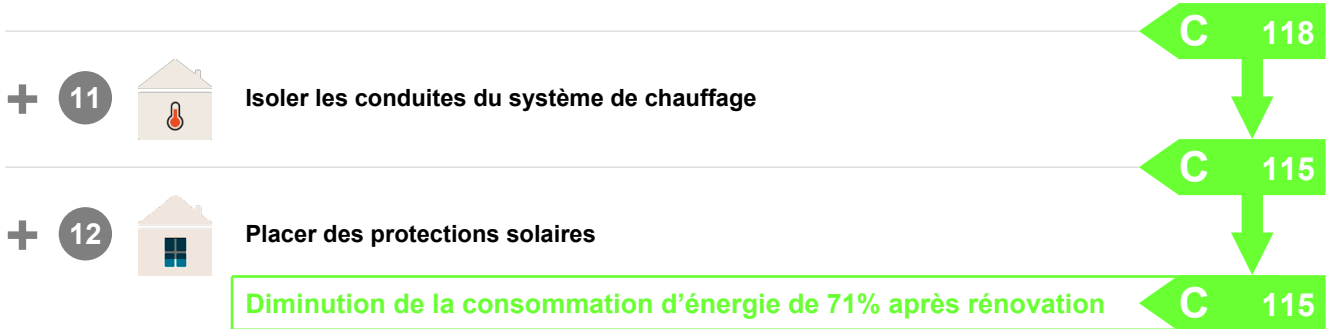 C 118
+ 11 Isoler les conduites du système de chauffage
C 115
+ 12 Placer des protections solaires
Diminution de la consommation d’énergie de 71% après rénovation C 115